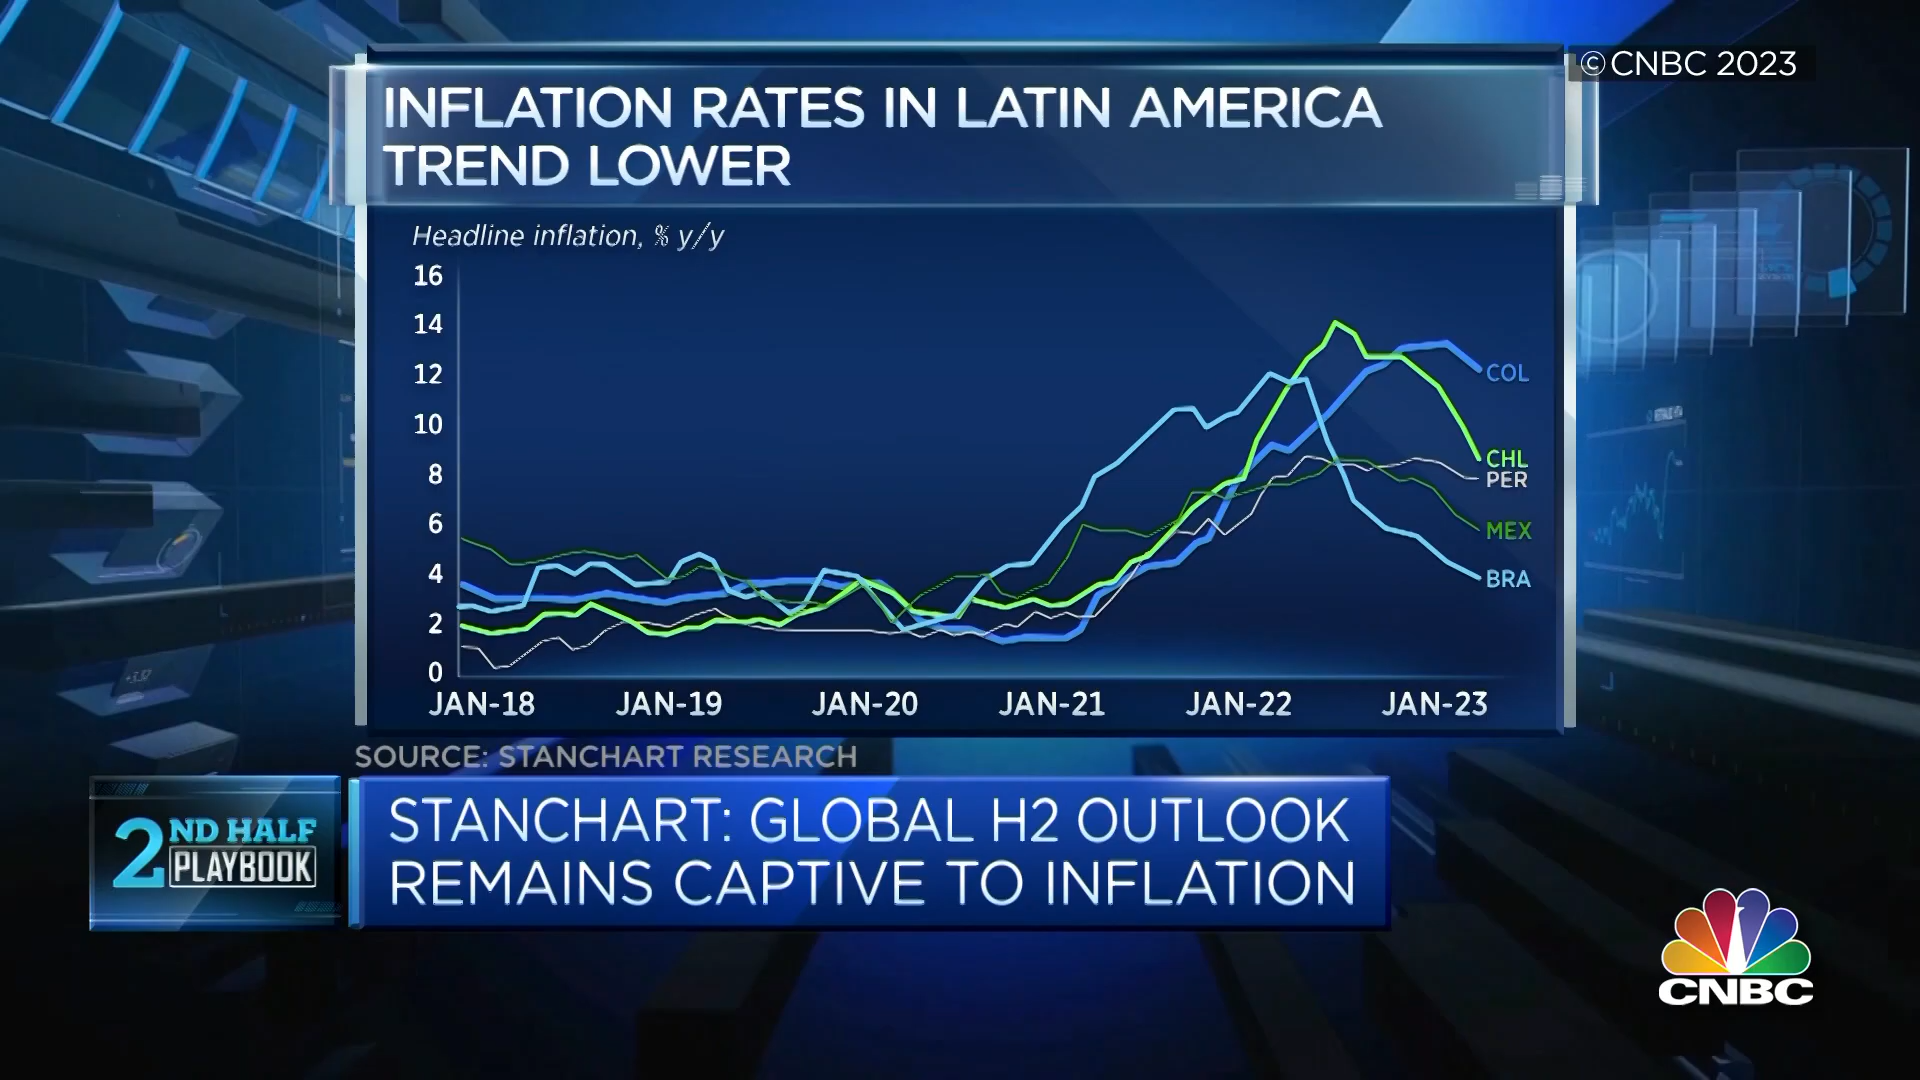 ©CNBC 2023
INFLATION RATES IN LATIN AMERICA
TREND LOWER
Headline inflation, % y/y
16
14
12
10
8
6
4
2
0
COL
CHL
PER
MEX
BRA
JAN-18 JAN-19 JAN-20 JAN-21 JAN-22 JAN-23
SOURCE: STANCHART RESEARCH
2ND HALF
PLAYBOOK
STANCHART: GLOBAL H2 OUTLOOK
REMAINS CAPTIVE TO INFLATION
CNBC